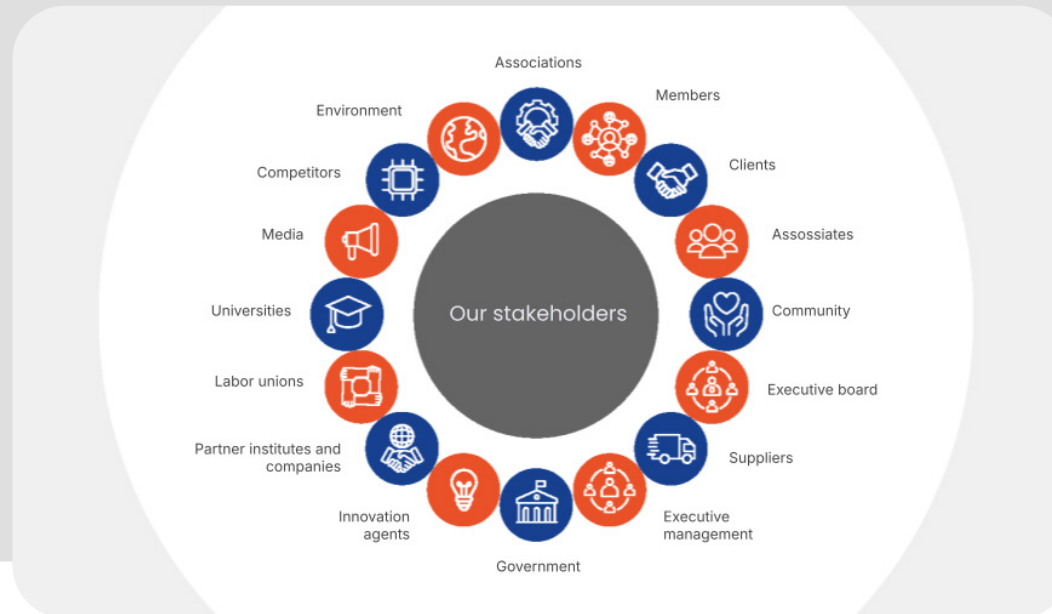 Associations
Members
Clients
Assossiates
Community
Executive board
Suppliers
Executive
management
Government
Innovation
agents
Partner institutes and
companies
Labor unions
Universities
Media
Competitors
Environment
Our stakeholders